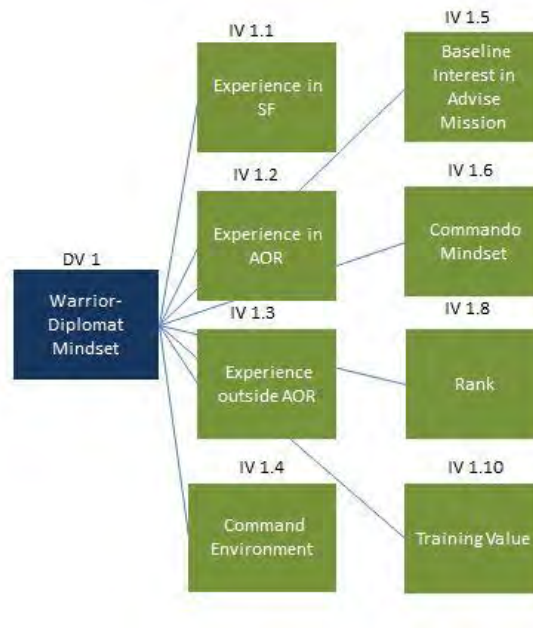 DV 1
Warrior-
Diplomat
Mindset
IV 1.1
Experience in
SF
IV 1.2
Experience in
AOR
IV 1.3
Experience
outside AOR
IV 1.4
Command
Environment
IV 1.5
Baseline
Interest in
Advise
Mission
IV 1.6
Commando
Mindset
IV 1.8
Rank
IV 1.10
Training Value